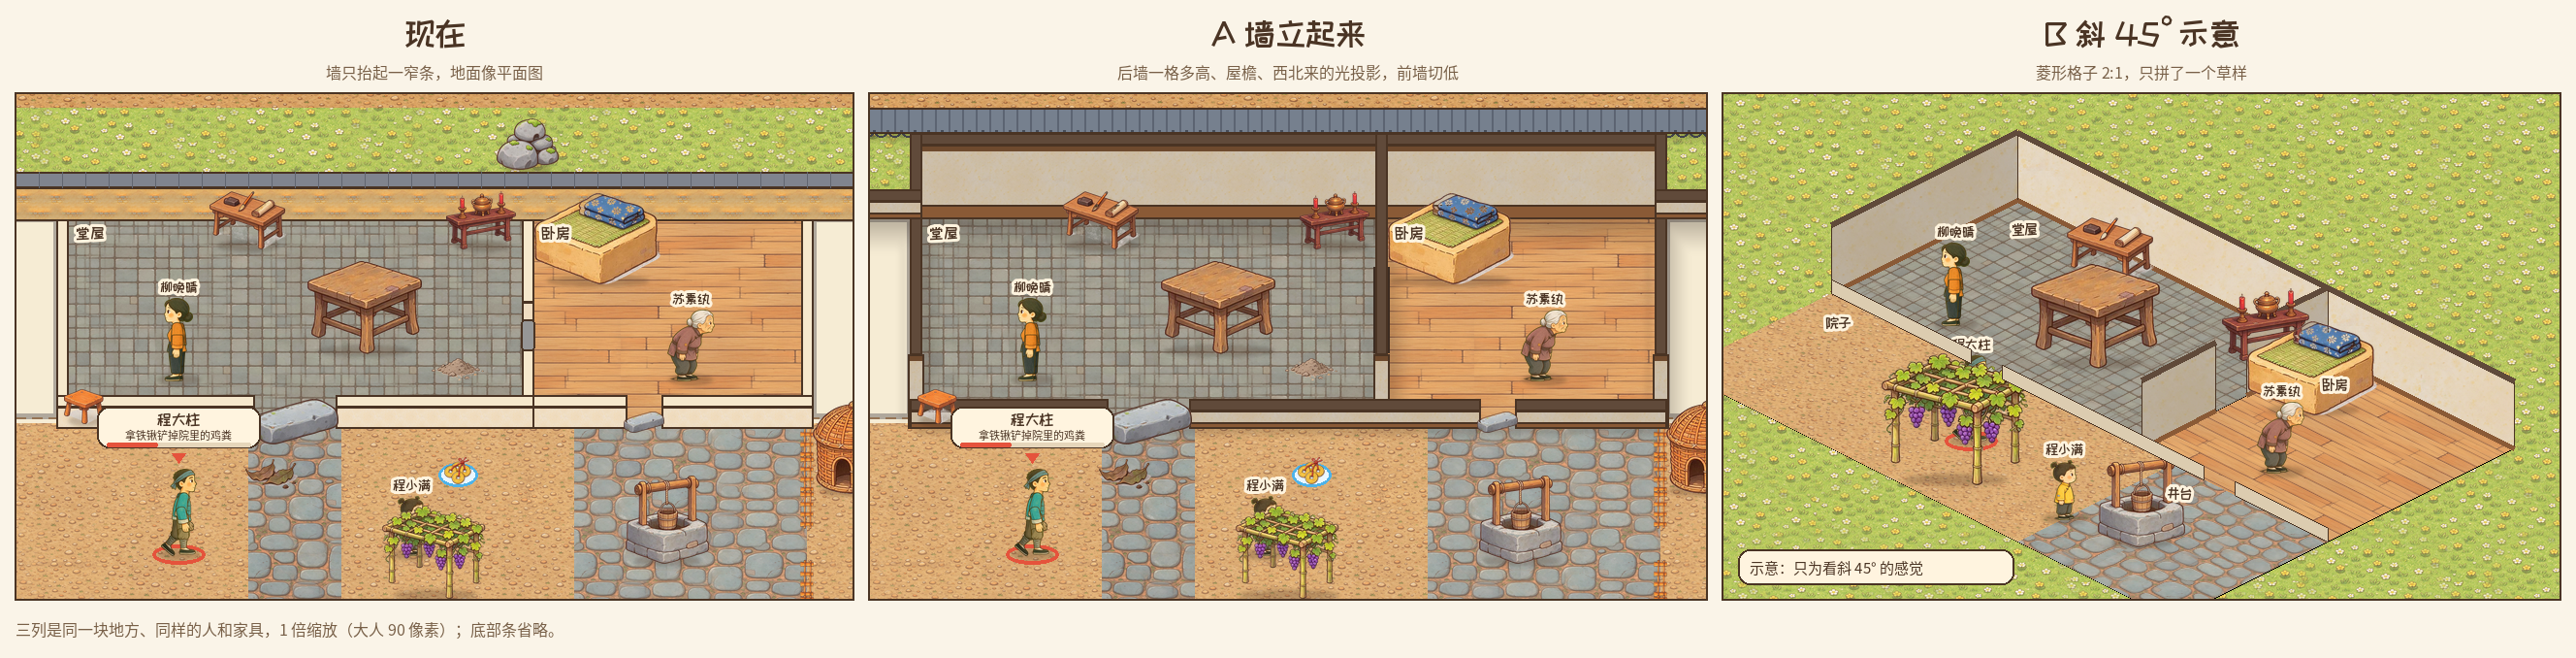 现在
墙只抬起一窄条，地面像平面图
堂屋
卧房
柳晚晴
苏素纨
程大柱
拿铁锹铲掉院里的鸡粪
程小满
A 墙立起来
后墙一格多高、屋檐、西北来的光投影，前墙切低
堂屋
卧房
柳晚晴
苏素纨
程大柱
拿铁锹铲掉院里的鸡粪
程小满
B 斜 45° 示意
菱形格子 2:1，只拼了一个草样
柳晚晴
堂屋
院子
程大柱
苏素纨
卧房
程小满
井台
示意：只为看斜 45° 的感觉
三列是同一块地方、同样的人和家具，1 倍缩放（大人 90 像素）；底部条省略。